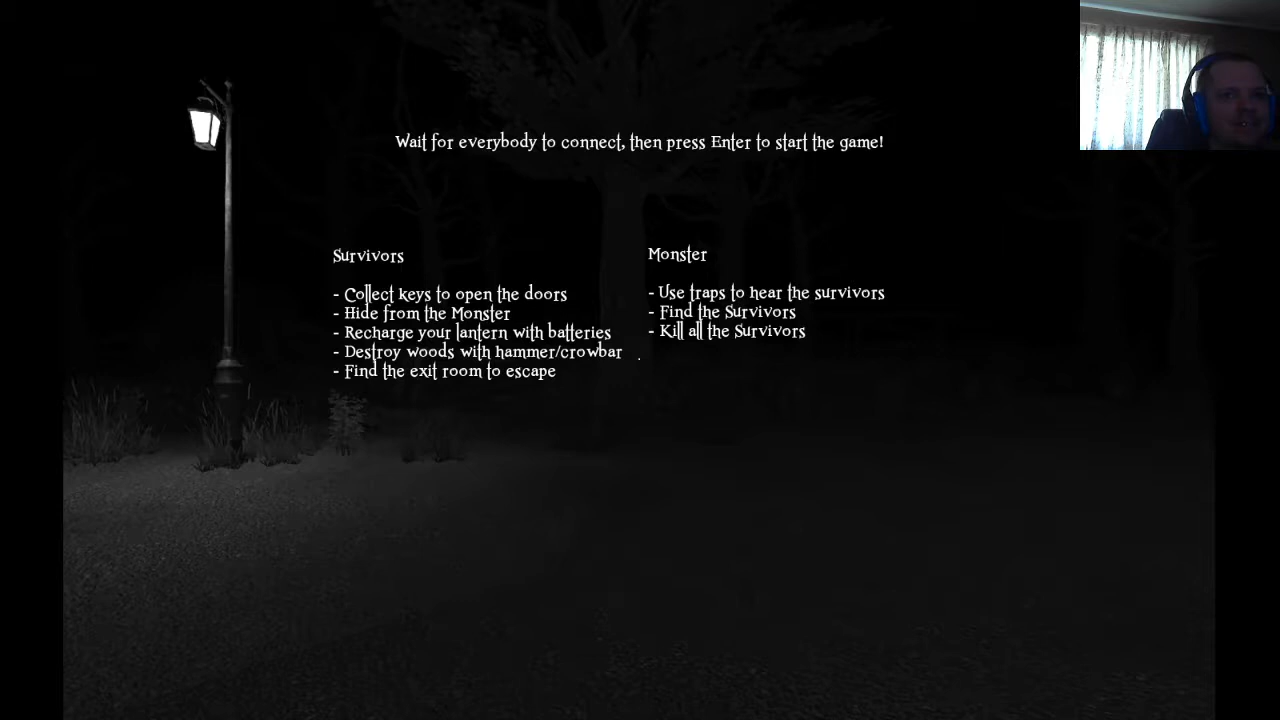 Wait for everybody to connect, then press Enter to start the game!
Survivors
- Collect keys to open the doors
- Hide from the Monster
- Recharge your lantern with batteries
- Destroy woods with hammer/crowbar
- Find the exit room to escape
Monster
- Use traps to hear the survivors
- Find the Survivors
- Kill all the Survivors